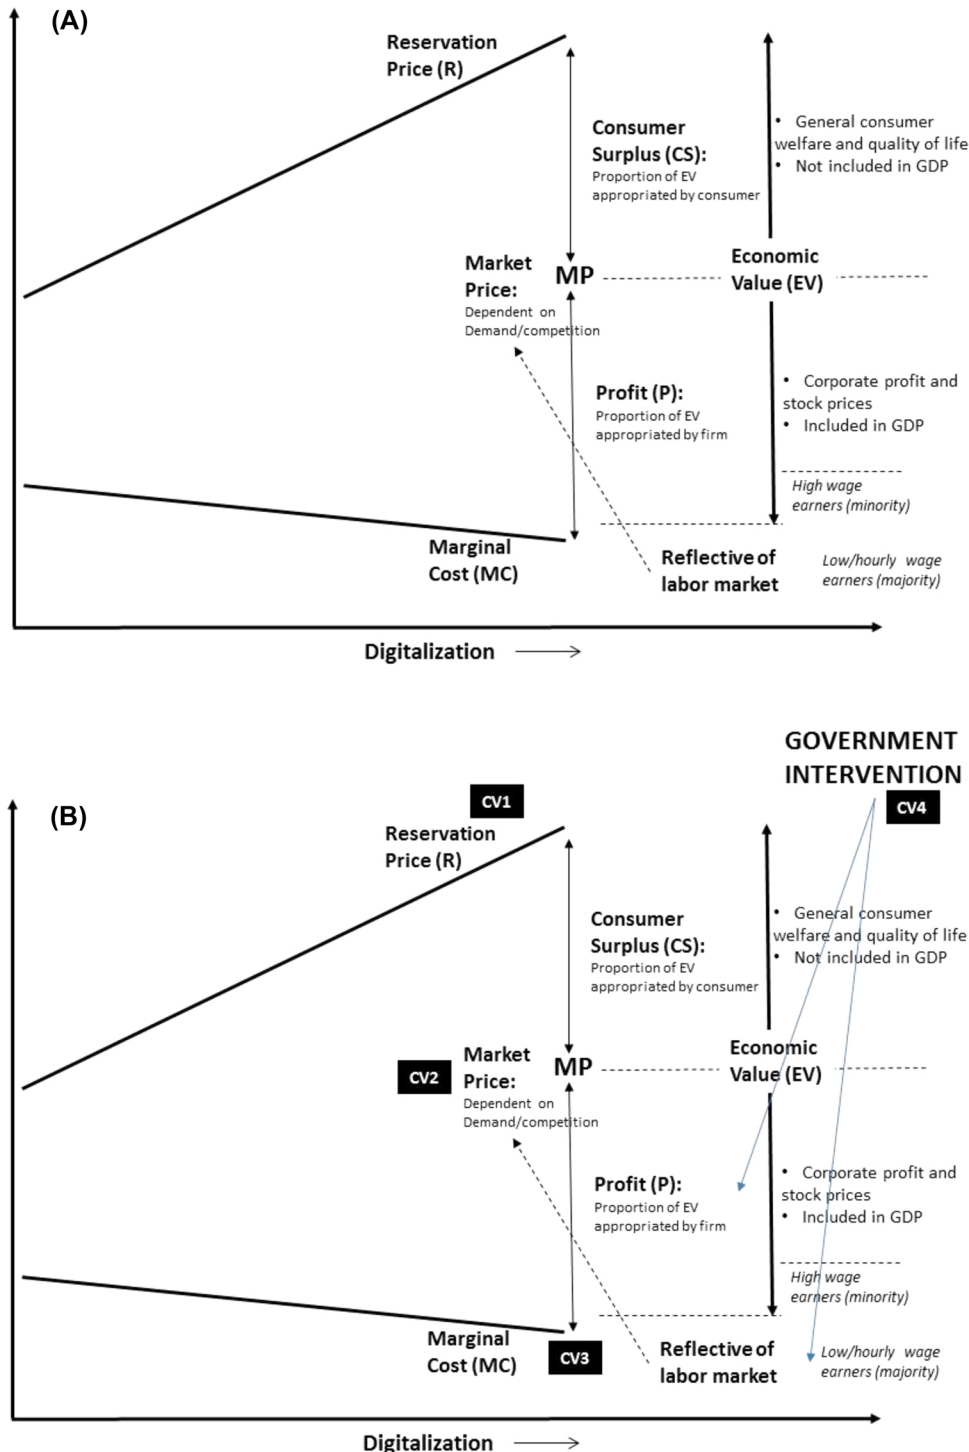 (A)
Reservation
Price (R)
Consumer
Surplus (CS):
Proportion of EV
appropriated by consumer
• General consumer
welfare and quality of life
• Not included in GDP
Market
Price:
Dependent on
Demand/competition
MP
Economic
Value (EV)
Profit (P):
Proportion of EV
appropriated by firm
• Corporate profit and
stock prices
• Included in GDP
High wage
earners (minority)
Marginal
Cost (MC)
Reflective of
labor market
Low/hourly wage
earners (majority)
Digitalization
GOVERNMENT
INTERVENTION
CV4
(B)
CV1
Reservation
Price (R)
Consumer
Surplus (CS):
Proportion of EV
appropriated by consumer
• General consumer
welfare and quality of life
• Not included in GDP
CV2
Market
Price:
Dependent on
Demand/competition
MP
Economic
Value (EV)
Profit (P):
Proportion of EV
appropriated by firm
• Corporate profit and
stock prices
• Included in GDP
High wage
earners (minority)
Marginal
Cost (MC)
CV3
Reflective of
labor market
Low/hourly wage
earners (majority)
Digitalization